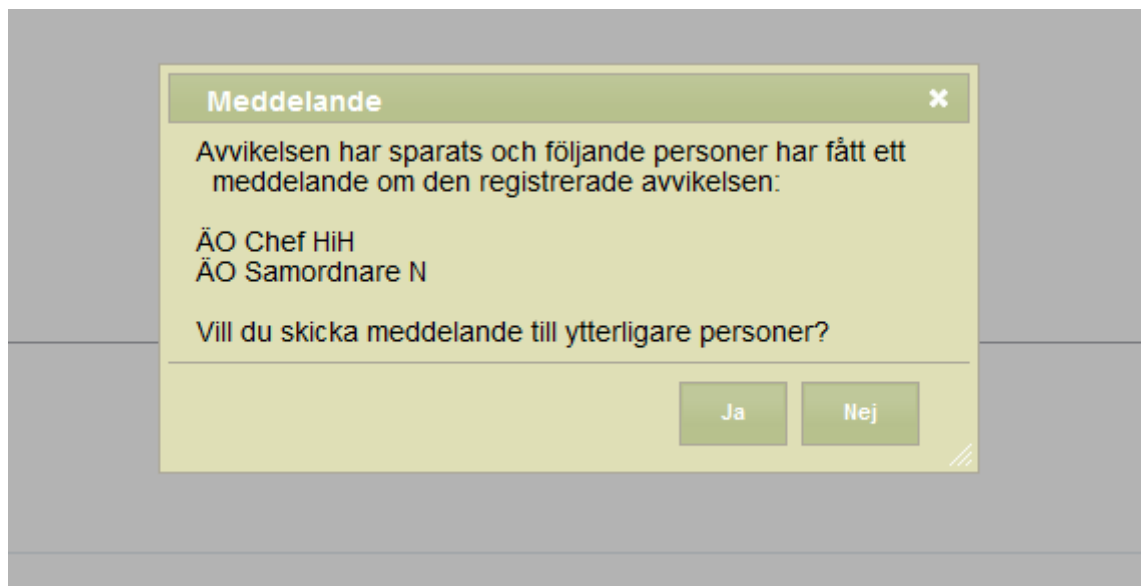 Meddelande
Avvikelsen har sparats och följande personer har fått ett
meddelande om den registrerade avvikelsen:
ÄO Chef HiH
ÄO Samordnare N
Vill du skicka meddelande till ytterligare personer?
Ja Nej